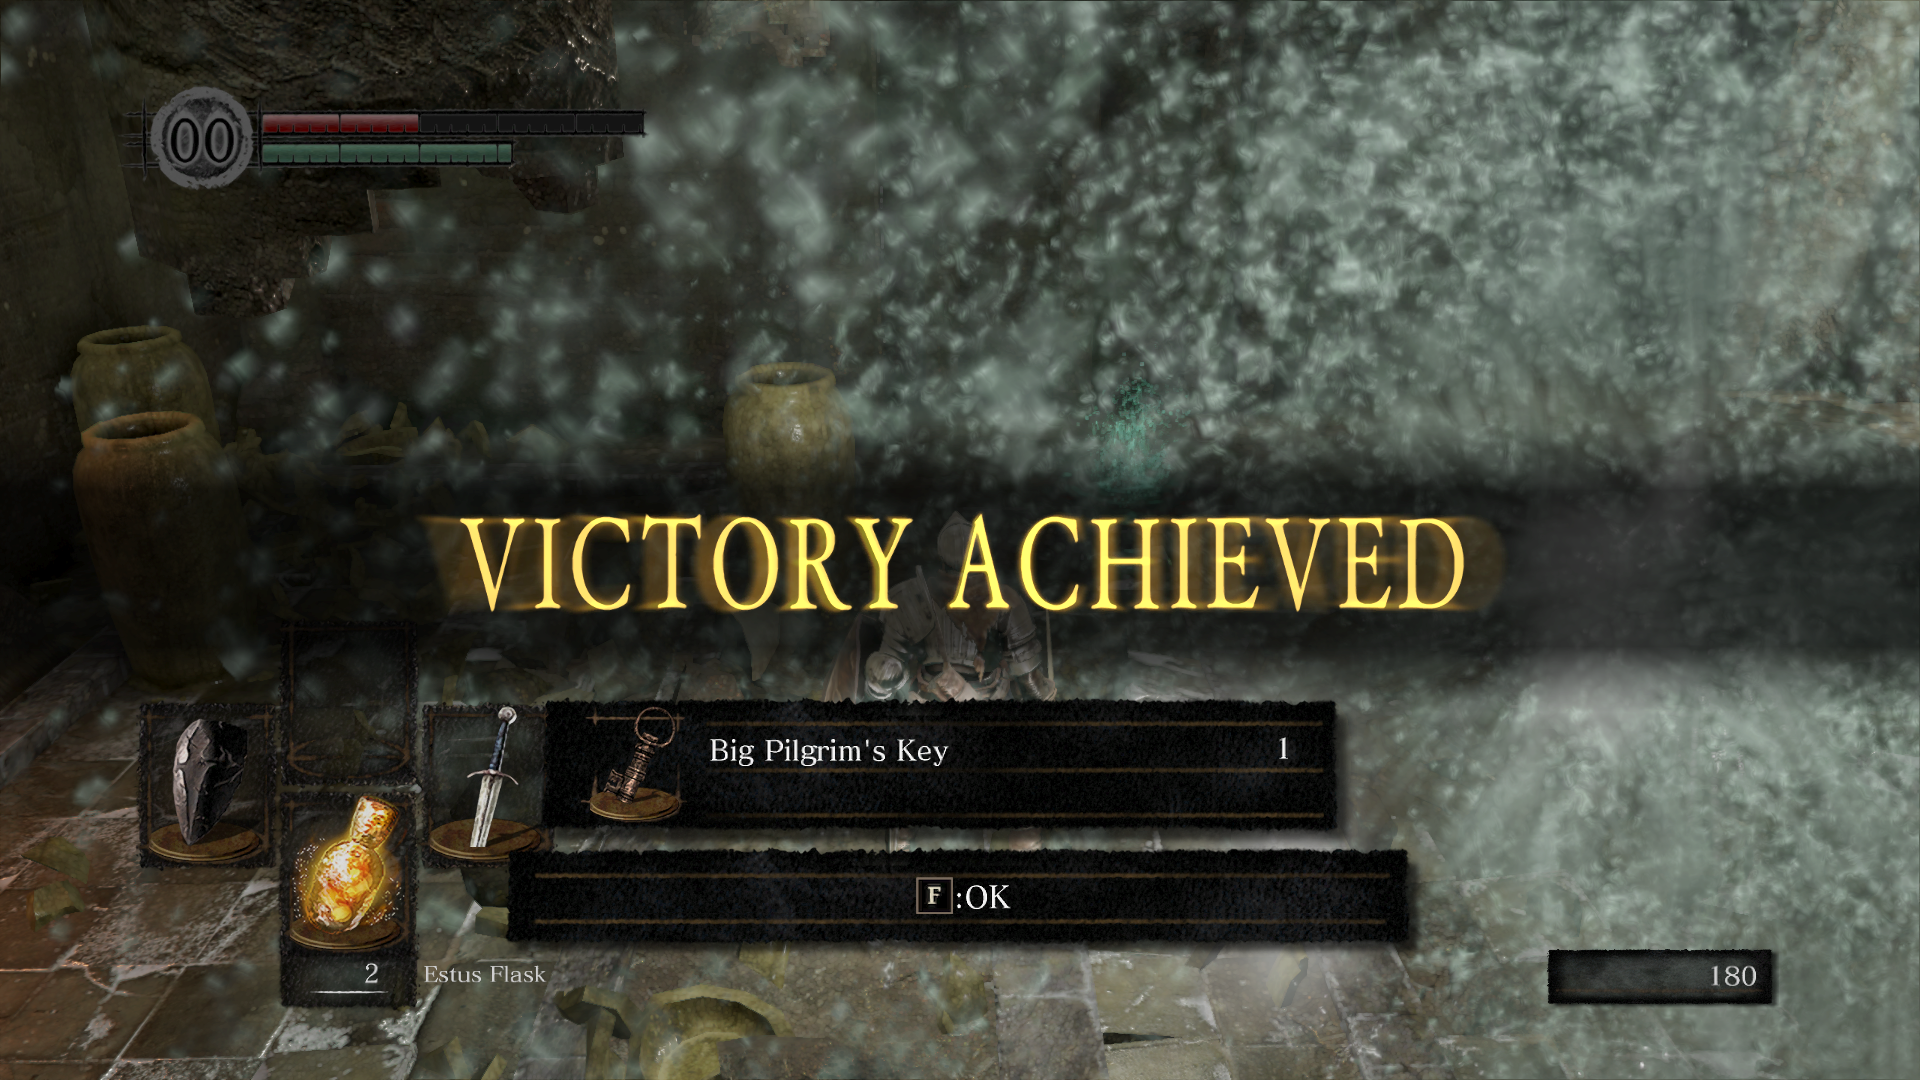 00
VICTORY ACHIEVED
Big Pilgrim's Key 1
F:OK
2 Estus Flask
180